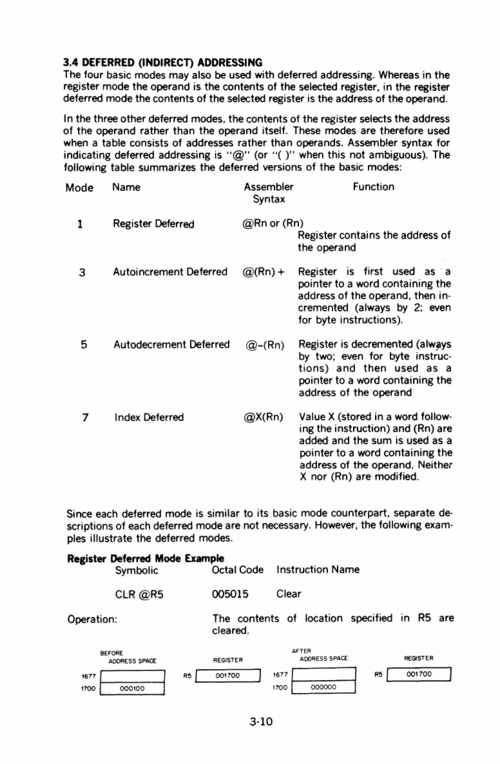 3.4 DEFERRED (INDIRECT) ADDRESSING
The four basic modes may also be used with deferred addressing. Whereas in the
register mode the operand is the contents of the selected register, in the register
deferred mode the contents of the selected register is the address of the operand.
In the three other deferred modes, the contents of the register selects the address
of the operand rather than the operand itself. These modes are therefore used
when a table consists of addresses rather than operands. Assembler syntax for
indicating deferred addressing is "@" (or "( )" when this not ambiguous). The
following table summarizes the deferred versions of the basic modes:
Mode Name Assembler Function
Syntax
1 Register Deferred @Rn or (Rn)
Register contains the address of
the operand
3 Autoincrement Deferred @(Rn) + Register is first used as a
pointer to a word containing the
address of the operand, then in-
cremented (always by 2; even
for byte instructions).
5 Autodecrement Deferred @-(Rn) Register is decremented (always
by two; even for byte instruc-
tions) and then used as a
pointer to a word containing the
address of the operand
7 Index Deferred @X(Rn) Value X (stored in a word follow-
ing the instruction) and (Rn) are
added and the sum is used as a
pointer to a word containing the
address of the operand. Neither
X nor (Rn) are modified.
Since each deferred mode is similar to its basic mode counterpart, separate de-
scriptions of each deferred mode are not necessary. However, the following exam-
ples illustrate the deferred modes.
Register Deferred Mode Example
Symbolic Octal Code Instruction Name
CLR @R5 005015 Clear
Operation: The contents of location specified in R5 are
cleared.
BEFORE AFTER
ADDRESS SPACE REGISTER ADDRESS SPACE REGISTER
1677 R5 001700 1677 R5 001700
1700 000100 1700 000000
3-10